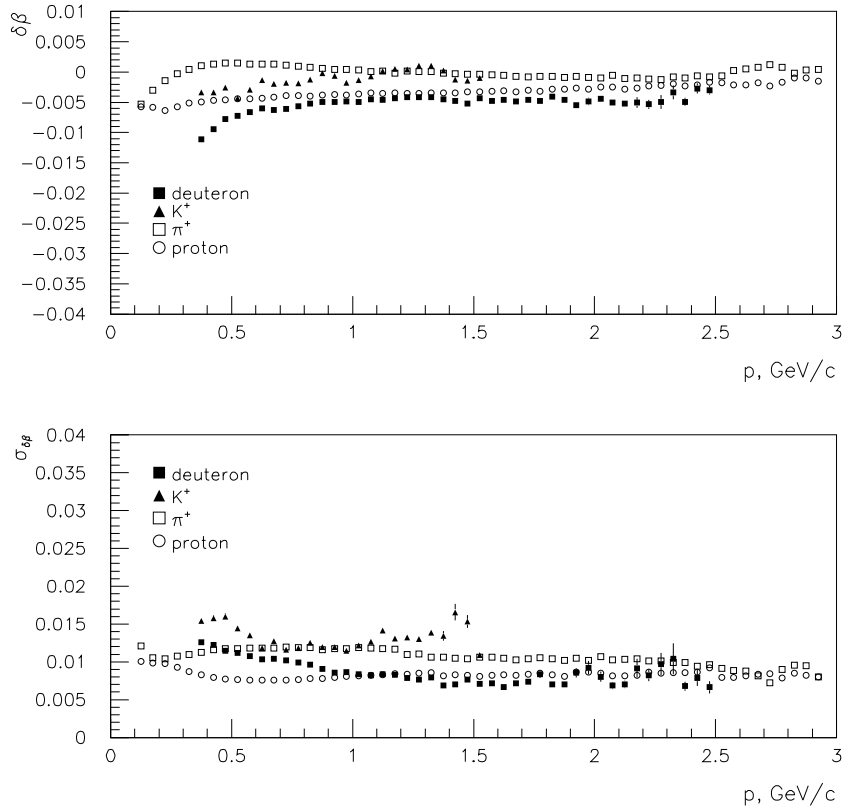 δβ
0.01
0.005
0
−0.005
−0.01
−0.015
−0.02
−0.025
−0.03
−0.035
−0.04
deuteron
K+
π+
proton
0 0.5 1 1.5 2 2.5 3
p, GeV/c
σδβ
0.04
0.035
0.03
0.025
0.02
0.015
0.01
0.005
0
deuteron
K+
π+
proton
0 0.5 1 1.5 2 2.5 3
p, GeV/c